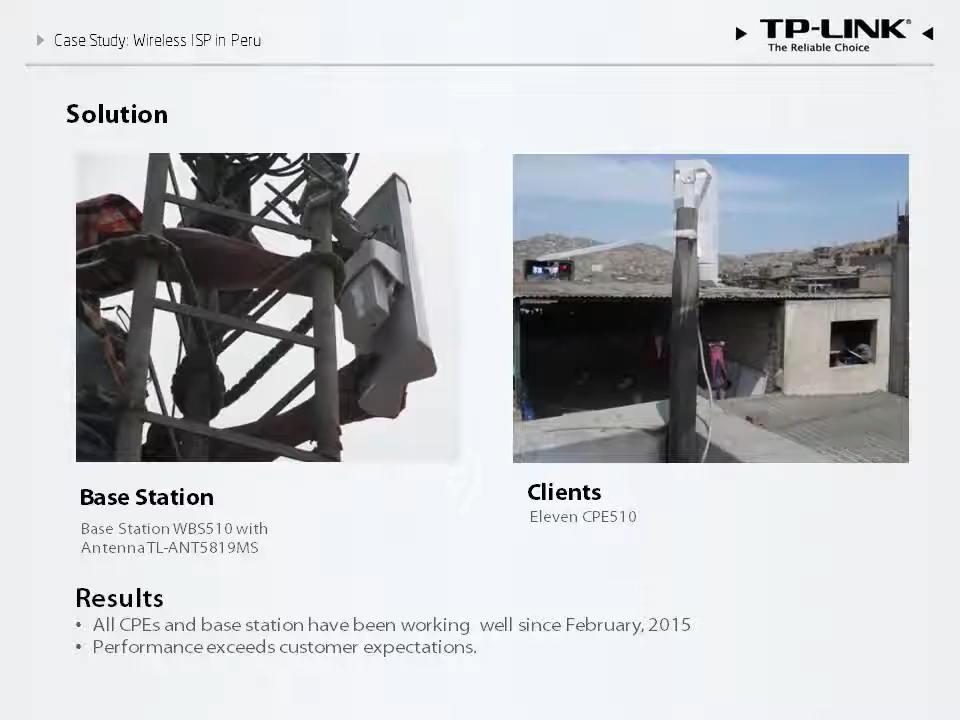 Case Study: Wireless ISP in Peru
TP-LINK®
The Reliable Choice
Solution
Base Station
Base Station WBS510 with
Antenna TL-ANT5819MS
Clients
Eleven CPE510
Results
• All CPEs and base station have been working well since February, 2015
• Performance exceeds customer expectations.